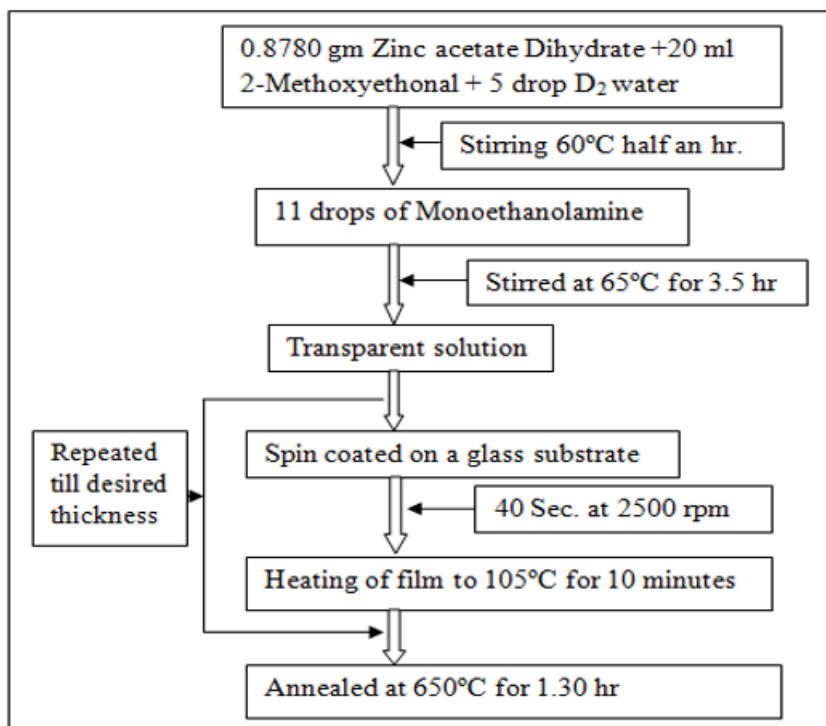 0.8780 gm Zinc acetate Dihydrate +20 ml
2-Methoxyethonal + 5 drop D₂ water
Stirring 60°C half an hr.
11 drops of Monoethanolamine
Stirred at 65°C for 3.5 hr
Transparent solution
Repeated
till desired
thickness
Spin coated on a glass substrate
40 Sec. at 2500 rpm
Heating of film to 105°C for 10 minutes
Annealed at 650°C for 1.30 hr